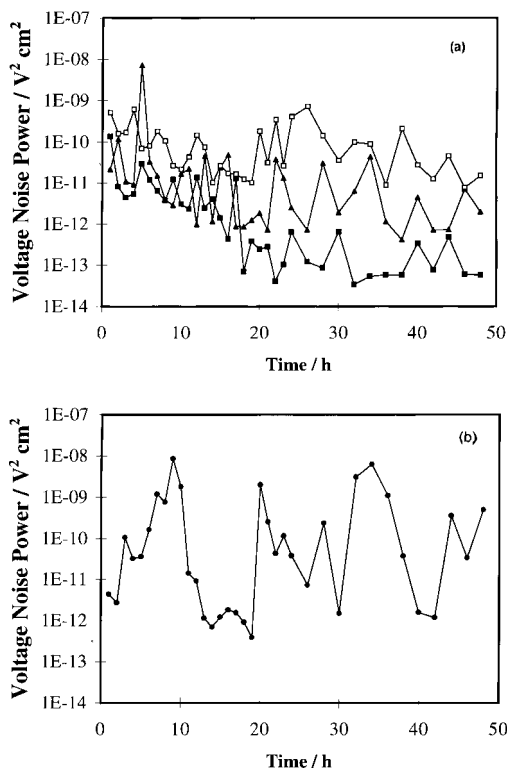 (a)
Voltage Noise Power / V² cm²
1E-07
1E-08
1E-09
1E-10
1E-11
1E-12
1E-13
1E-14
0 10 20 30 40 50
Time / h
(b)
Voltage Noise Power / V² cm²
1E-07
1E-08
1E-09
1E-10
1E-11
1E-12
1E-13
1E-14
0 10 20 30 40 50
Time / h